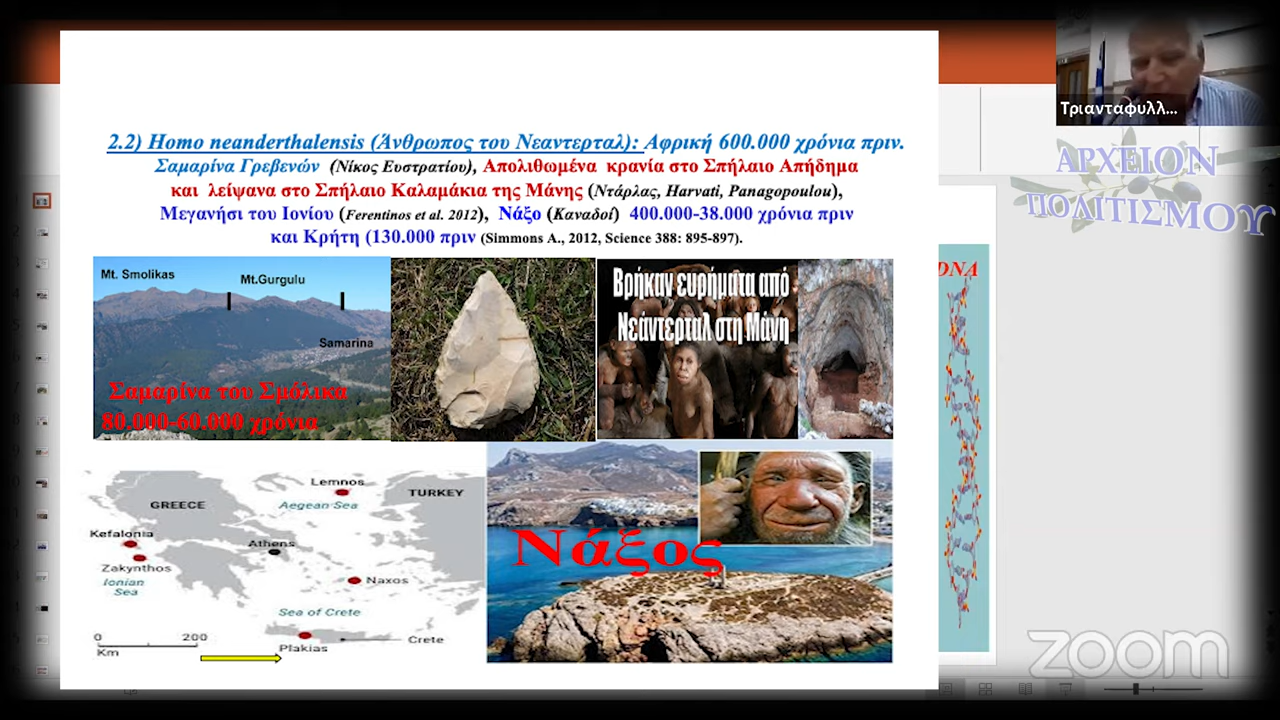 Τριανταφυλλ...
ΑΡΧΕΙΟΝ
ΠΟΛΙΤΙΣΜΟΥ
2.2) Homo neanderthalensis (Άνθρωπος του Νεαντερταλ): Αφρική 600.000 χρόνια πριν.
Σαμαρίνα Γρεβενών (Νίκος Ευστρατίου), Απολιθωμένα κρανία στο Σπήλαιο Απήδημα
και λείψανα στο Σπήλαιο Καλαμάκια της Μάνης (Ντάρλας, Harvati, Panagopoulou),
Μεγανήσι του Ιονίου (Ferentinos et al. 2012), Νάξο (Καναδοί) 400.000-38.000 χρόνια πριν
και Κρήτη (130.000 πριν (Simmons A., 2012, Science 388: 895-897).
DNA
Mt. Smolikas
Mt.Gurgulu
Samarina
Σαμαρίνα του Σμόλικα
80.000-60.000 χρόνια
Βρήκαν ευρήματα από
Νεάντερταλ στη Μάνη
Lemnos
TURKEY
GREECE
Aegean Sea
Kefalonia
Athens
Zakynthos
Ionian
Sea
Naxos
Sea of Crete
Crete
Plakias
0 200
Km
Νάξος
zoom